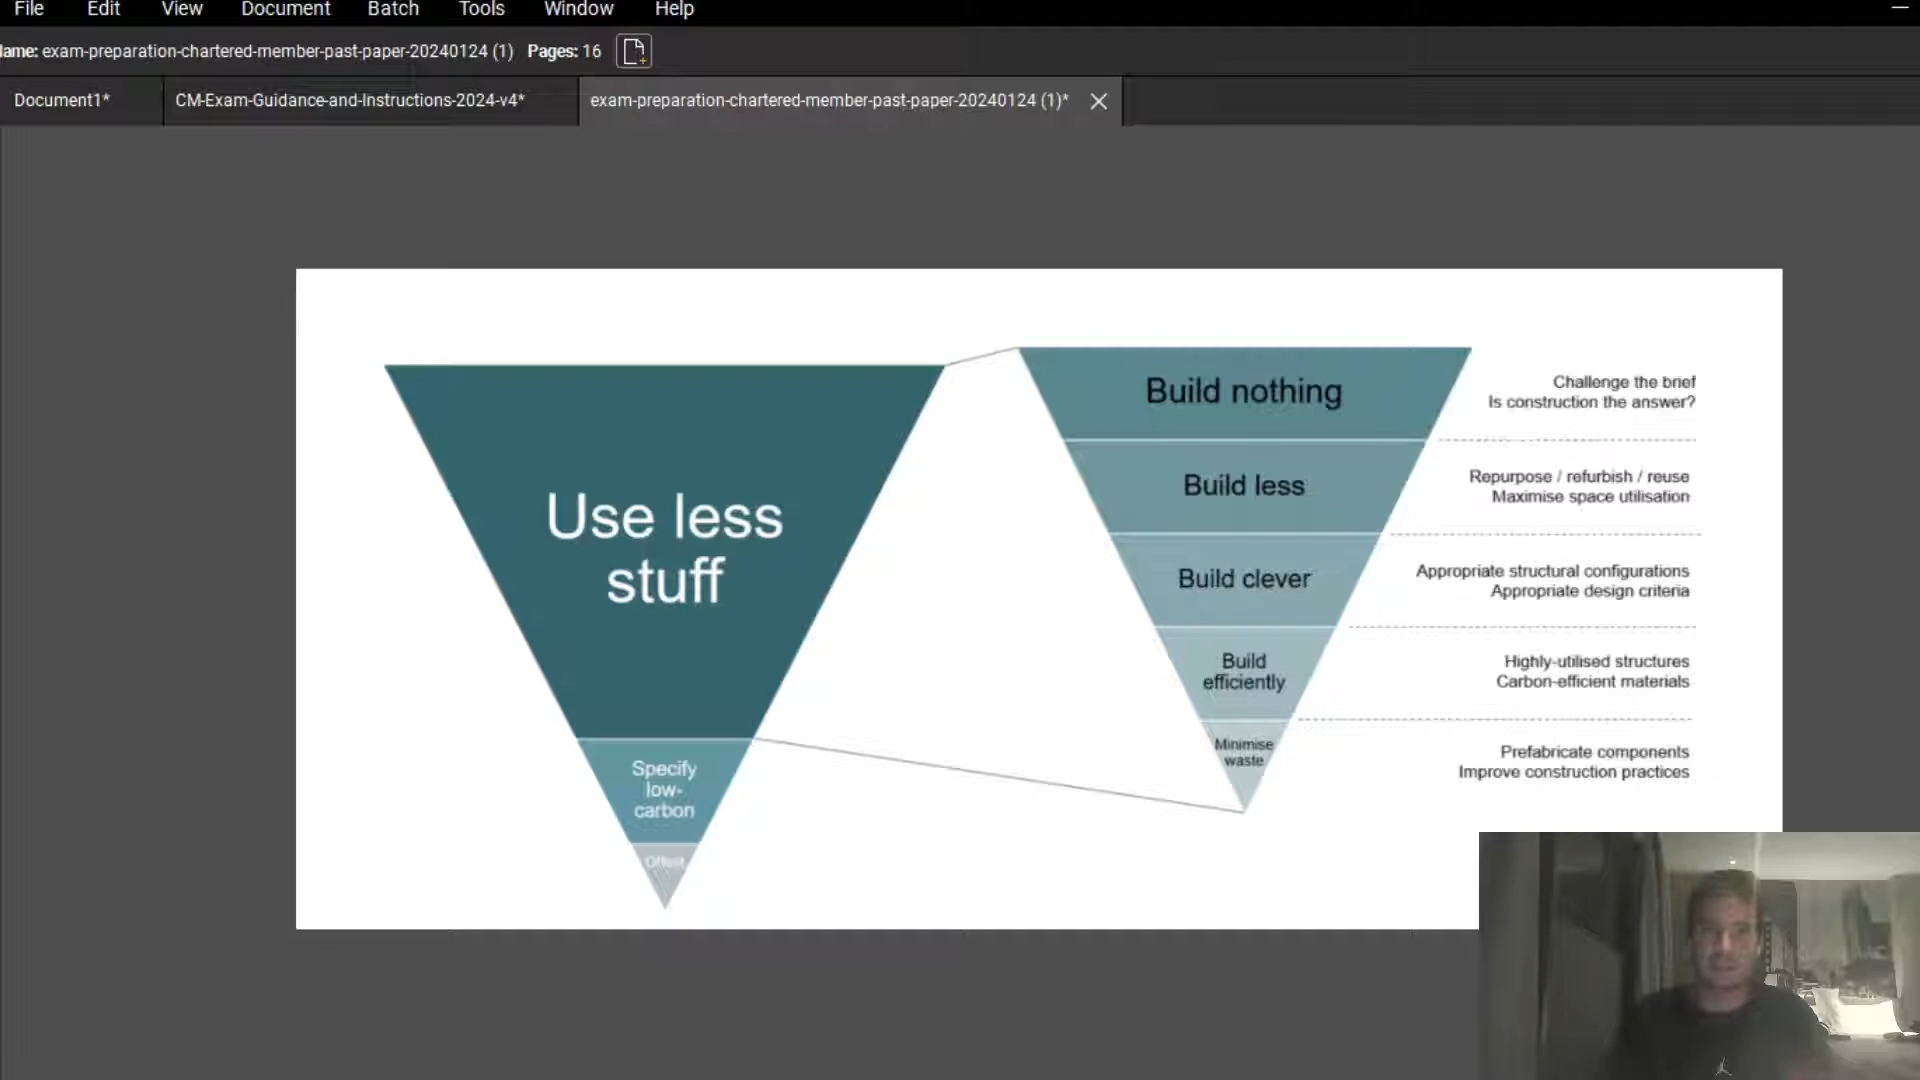 File Edit View Document Batch Tools Window Help
ame: exam-preparation-chartered-member-past-paper-20240124 (1) Pages: 16
Document1* CM-Exam-Guidance-and-Instructions-2024-v4* exam-preparation-chartered-member-past-paper-20240124 (1)*
Use less
stuff
Specify
low-
carbon
Offset
Build nothing
Challenge the brief
Is construction the answer?
Build less
Repurpose / refurbish / reuse
Maximise space utilisation
Build clever
Appropriate structural configurations
Appropriate design criteria
Build
efficiently
Highly-utilised structures
Carbon-efficient materials
Minimise
waste
Prefabricate components
Improve construction practices